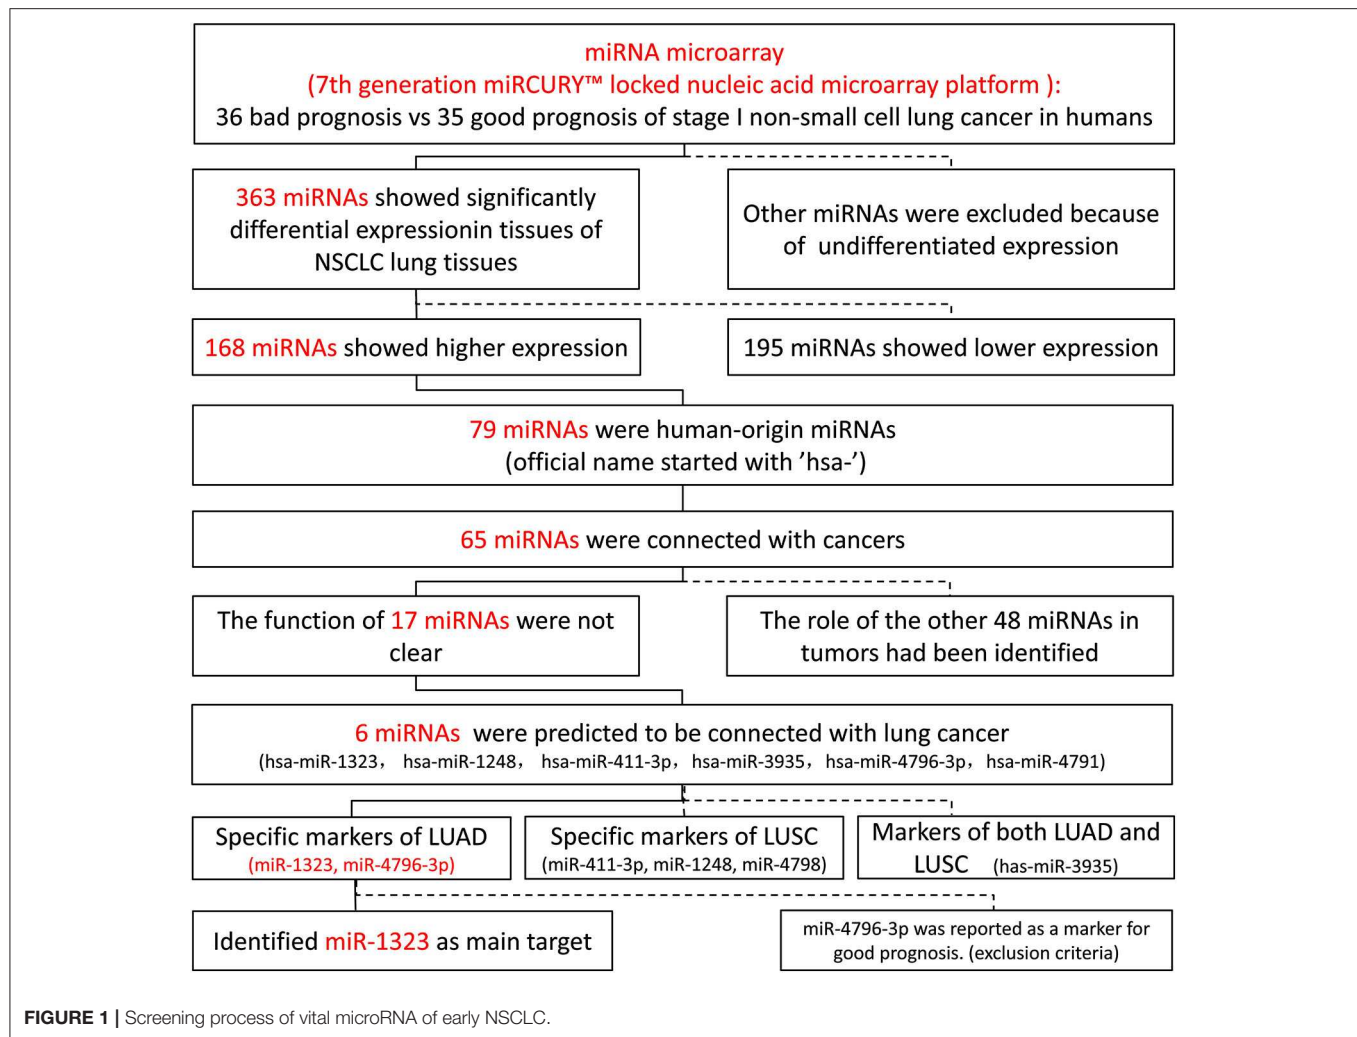 miRNA microarray
(7th generation miRCURY™ locked nucleic acid microarray platform ):
36 bad prognosis vs 35 good prognosis of stage I non-small cell lung cancer in humans
363 miRNAs showed significantly
differential expressionin tissues of
NSCLC lung tissues
Other miRNAs were excluded because
of undifferentiated expression
168 miRNAs showed higher expression
195 miRNAs showed lower expression
79 miRNAs were human-origin miRNAs
(official name started with ’hsa-’)
65 miRNAs were connected with cancers
The function of 17 miRNAs were not
clear
The role of the other 48 miRNAs in
tumors had been identified
6 miRNAs were predicted to be connected with lung cancer
(hsa-miR-1323, hsa-miR-1248, hsa-miR-411-3p, hsa-miR-3935, hsa-miR-4796-3p, hsa-miR-4791)
Specific markers of LUAD
(miR-1323, miR-4796-3p)
Specific markers of LUSC
(miR-411-3p, miR-1248, miR-4798)
Markers of both LUAD and
LUSC (has-miR-3935)
Identified miR-1323 as main target
miR-4796-3p was reported as a marker for
good prognosis. (exclusion criteria)
FIGURE 1 | Screening process of vital microRNA of early NSCLC.